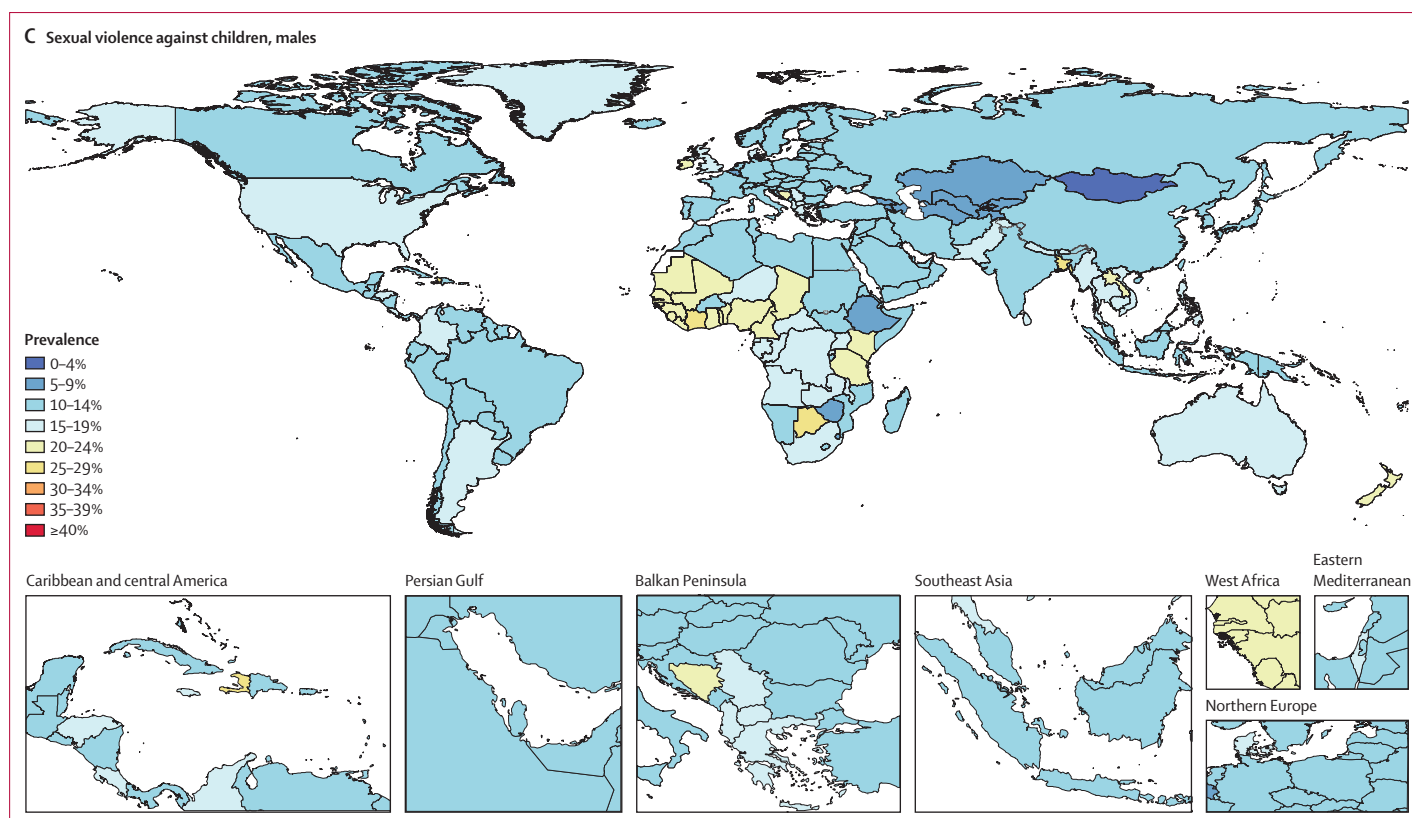 C Sexual violence against children, males
Prevalence
0–4%
5–9%
10–14%
15–19%
20–24%
25–29%
30–34%
35–39%
≥40%
Caribbean and central America
Persian Gulf
Balkan Peninsula
Southeast Asia
West Africa
Eastern
Mediterranean
Northern Europe